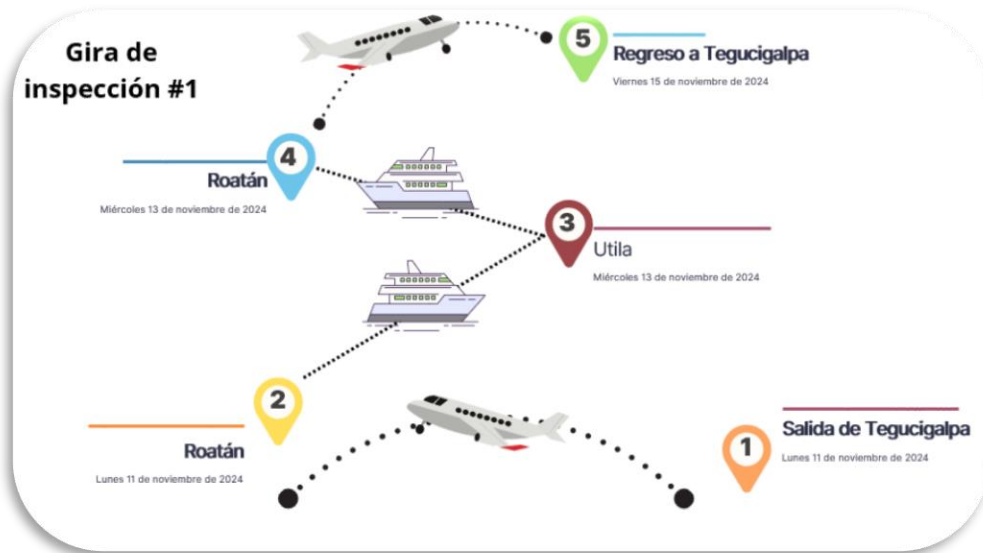 Gira de
inspección #1
5
Regreso a Tegucigalpa
Viernes 15 de noviembre de 2024
4
Roatán
Miércoles 13 de noviembre de 2024
3
Utila
Miércoles 13 de noviembre de 2024
2
Roatán
Lunes 11 de noviembre de 2024
1
Salida de Tegucigalpa
Lunes 11 de noviembre de 2024